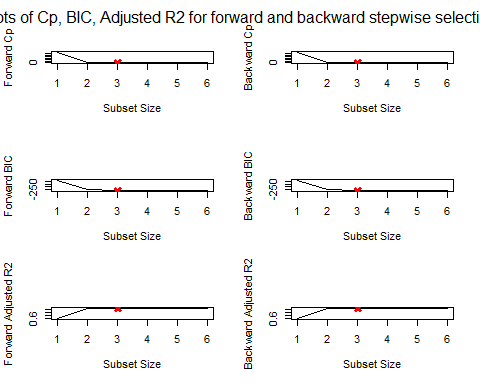 ots of Cp, BIC, Adjusted R2 for forward and backward stepwise selecti
Forward Cp
0
1 2 3 4 5 6
Subset Size
Backward Cp
0
1 2 3 4 5 6
Subset Size
Forward BIC
-250
1 2 3 4 5 6
Subset Size
Backward BIC
-250
1 2 3 4 5 6
Subset Size
Forward Adjusted R2
0.6
1 2 3 4 5 6
Subset Size
Backward Adjusted R2
0.6
1 2 3 4 5 6
Subset Size